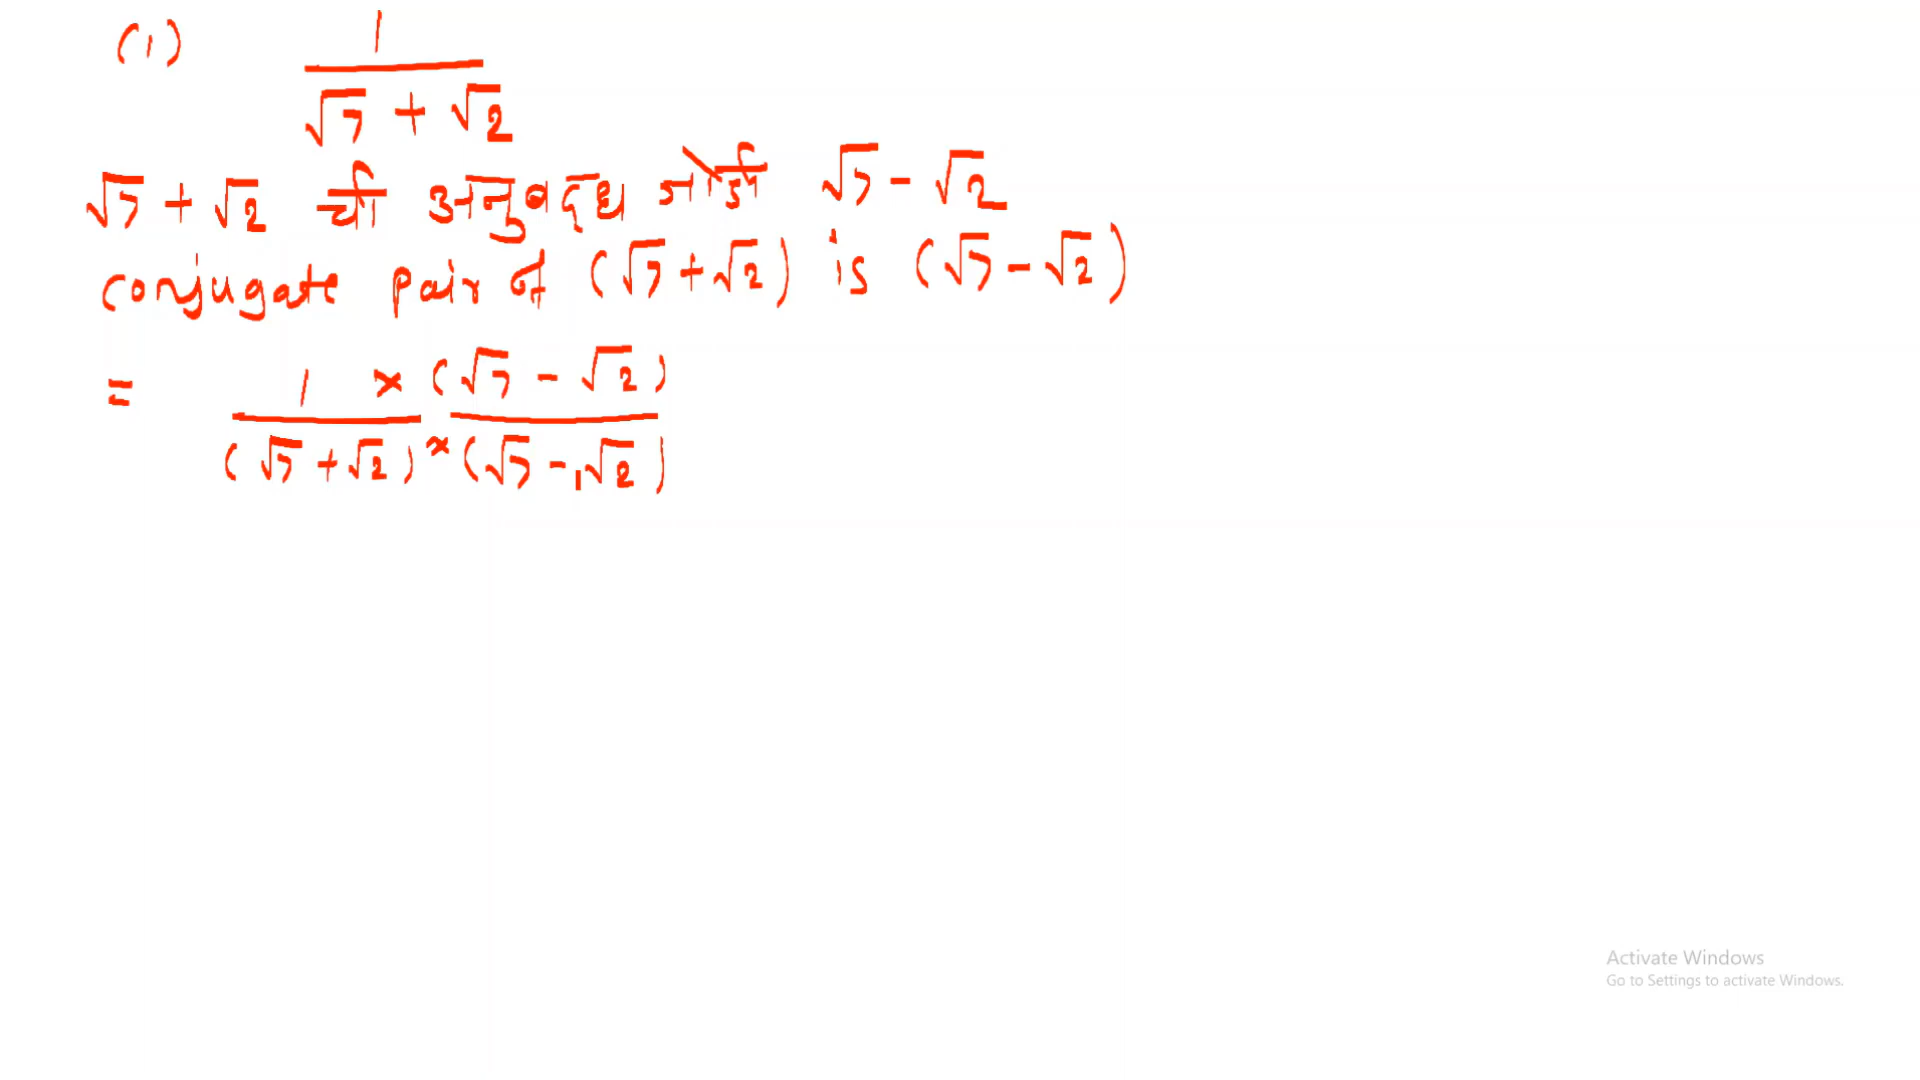 (1) 1
√7 + √2
√7 + √2 ची अनुबद्ध जोडी √7 - √2
conjugate pair of (√7 + √2) is (√7 - √2)
= 1 × (√7 - √2)
(√7 + √2) × (√7 - √2)
Activate Windows
Go to Settings to activate Windows.